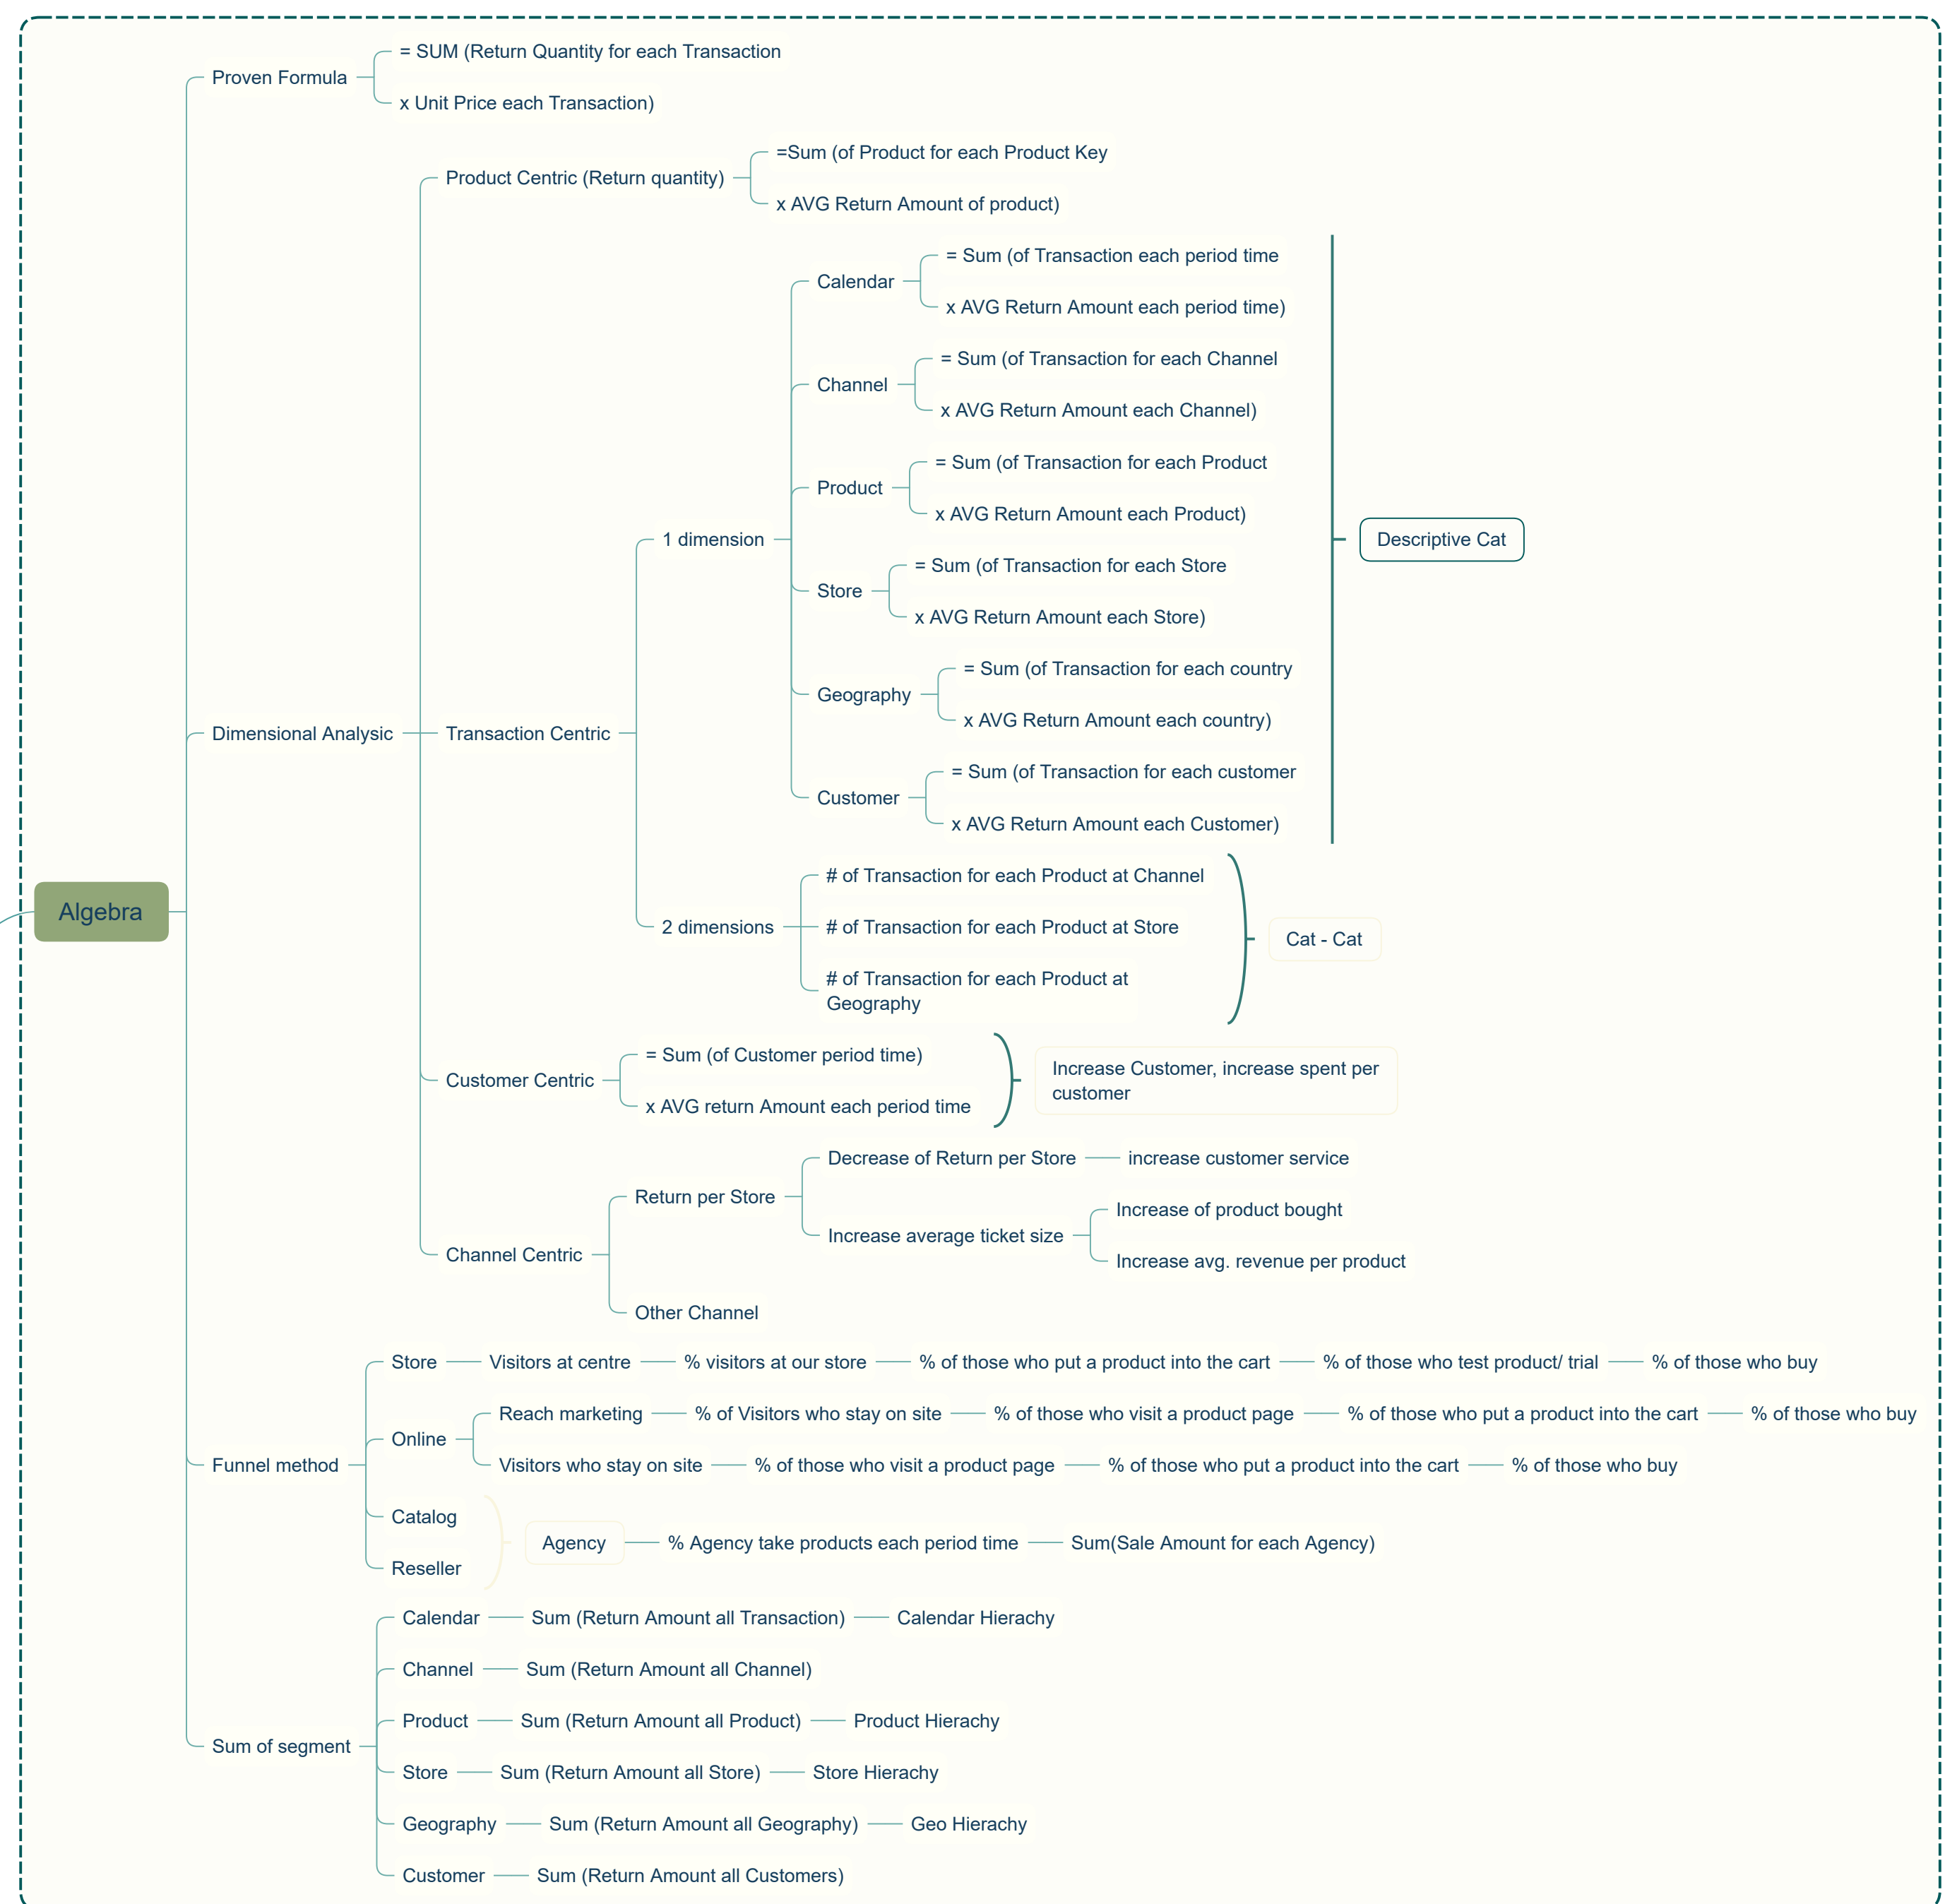 Algebra
Proven Formula
= SUM (Return Quantity for each Transaction
x Unit Price each Transaction)
Dimensional Analysic
Product Centric (Return quantity)
=Sum (of Product for each Product Key
x AVG Return Amount of product)
Transaction Centric
1 dimension
Calendar
= Sum (of Transaction each period time
x AVG Return Amount each period time)
Channel
= Sum (of Transaction for each Channel
x AVG Return Amount each Channel)
Product
= Sum (of Transaction for each Product
x AVG Return Amount each Product)
Store
= Sum (of Transaction for each Store
x AVG Return Amount each Store)
Geography
= Sum (of Transaction for each country
x AVG Return Amount each country)
Customer
= Sum (of Transaction for each customer
x AVG Return Amount each Customer)
Descriptive Cat
2 dimensions
# of Transaction for each Product at Channel
# of Transaction for each Product at Store
# of Transaction for each Product at
Geography
Cat - Cat
Customer Centric
= Sum (of Customer period time)
x AVG return Amount each period time
Increase Customer, increase spent per
customer
Channel Centric
Return per Store
Decrease of Return per Store
increase customer service
Increase average ticket size
Increase of product bought
Increase avg. revenue per product
Other Channel
Funnel method
Store
Visitors at centre
% visitors at our store
% of those who put a product into the cart
% of those who test product/ trial
% of those who buy
Online
Reach marketing
% of Visitors who stay on site
% of those who visit a product page
% of those who put a product into the cart
% of those who buy
Visitors who stay on site
% of those who visit a product page
% of those who put a product into the cart
% of those who buy
Catalog
Reseller
Agency
% Agency take products each period time
Sum(Sale Amount for each Agency)
Sum of segment
Calendar
Sum (Return Amount all Transaction)
Calendar Hierachy
Channel
Sum (Return Amount all Channel)
Product
Sum (Return Amount all Product)
Product Hierachy
Store
Sum (Return Amount all Store)
Store Hierachy
Geography
Sum (Return Amount all Geography)
Geo Hierachy
Customer
Sum (Return Amount all Customers)